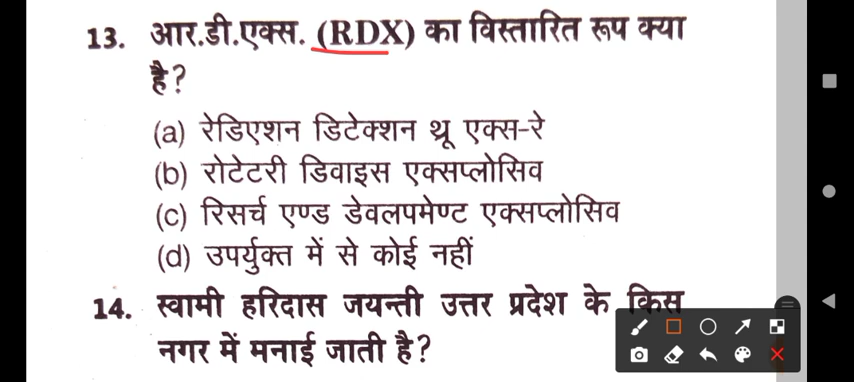 13. आर.डी.एक्स. (RDX) का विस्तारित रूप क्या
है?
(a) रेडिएशन डिटेक्शन थ्रू एक्स-रे
(b) रोटेटरी डिवाइस एक्सप्लोसिव
(c) रिसर्च एण्ड डेवलपमेण्ट एक्सप्लोसिव
(d) उपर्युक्त में से कोई नहीं
14. स्वामी हरिदास जयन्ती उत्तर प्रदेश के किस
नगर में मनाई जाती है?